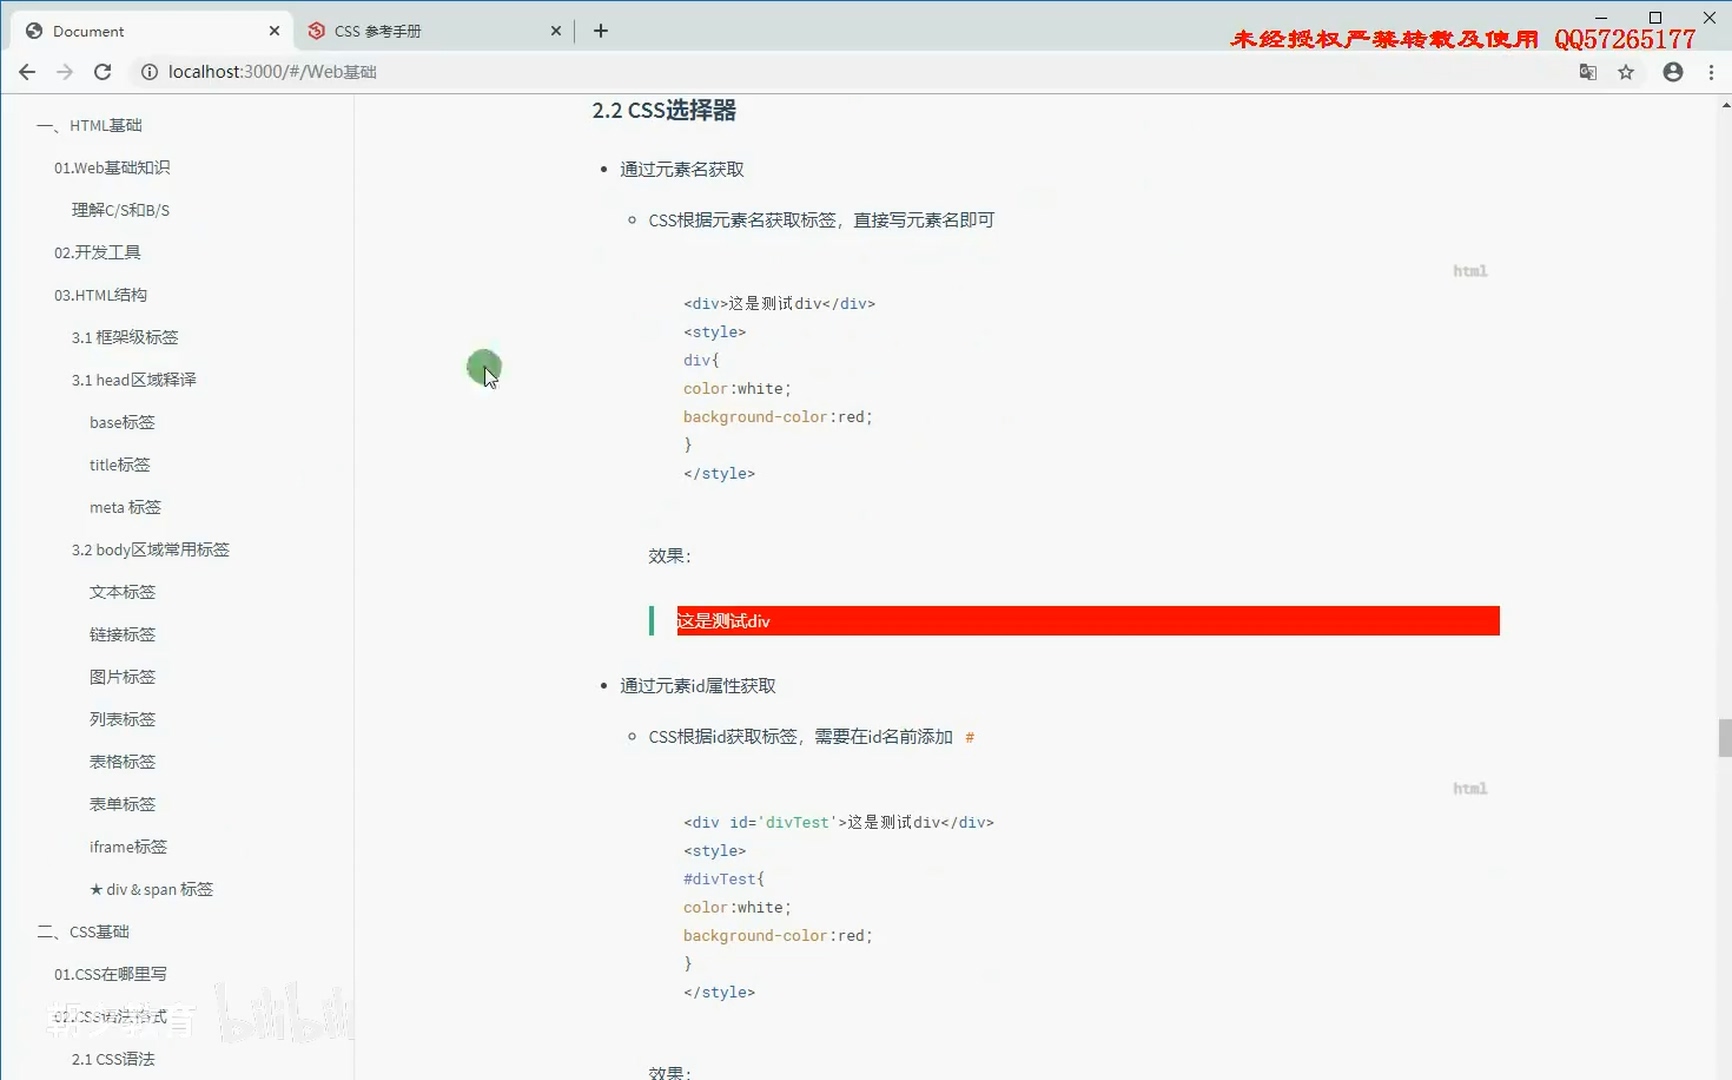 Document
CSS 参考手册
未经授权严禁转载及使用 QQ57265177
localhost:3000/#/Web基础
一、HTML基础
01.Web基础知识
理解C/S和B/S
02.开发工具
03.HTML结构
3.1 框架级标签
3.1 head区域释译
base标签
title标签
meta 标签
3.2 body区域常用标签
文本标签
链接标签
图片标签
列表标签
表格标签
表单标签
iframe标签
★ div & span 标签
二、CSS基础
01.CSS在哪里写
02.CSS语法格式
朝夕教育
bilibili
2.1 CSS语法
2.2 CSS选择器
通过元素名获取
CSS根据元素名获取标签，直接写元素名即可
html
<div>这是测试div</div>
<style>
div{
color:white;
background-color:red;
}
</style>
效果：
这是测试div
通过元素id属性获取
CSS根据id获取标签，需要在id名前添加 #
html
<div id='divTest'>这是测试div</div>
<style>
#divTest{
color:white;
background-color:red;
}
</style>
效果：